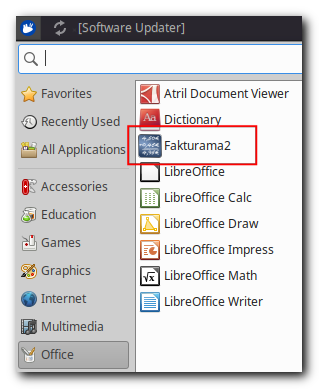 [Software Updater]
Favorites
Recently Used
All Applications
Accessories
Education
Games
Graphics
Internet
Multimedia
Office
Atril Document Viewer
Aa Dictionary
Fakturama2
LibreOffice
LibreOffice Calc
LibreOffice Draw
LibreOffice Impress
√x LibreOffice Math
LibreOffice Writer